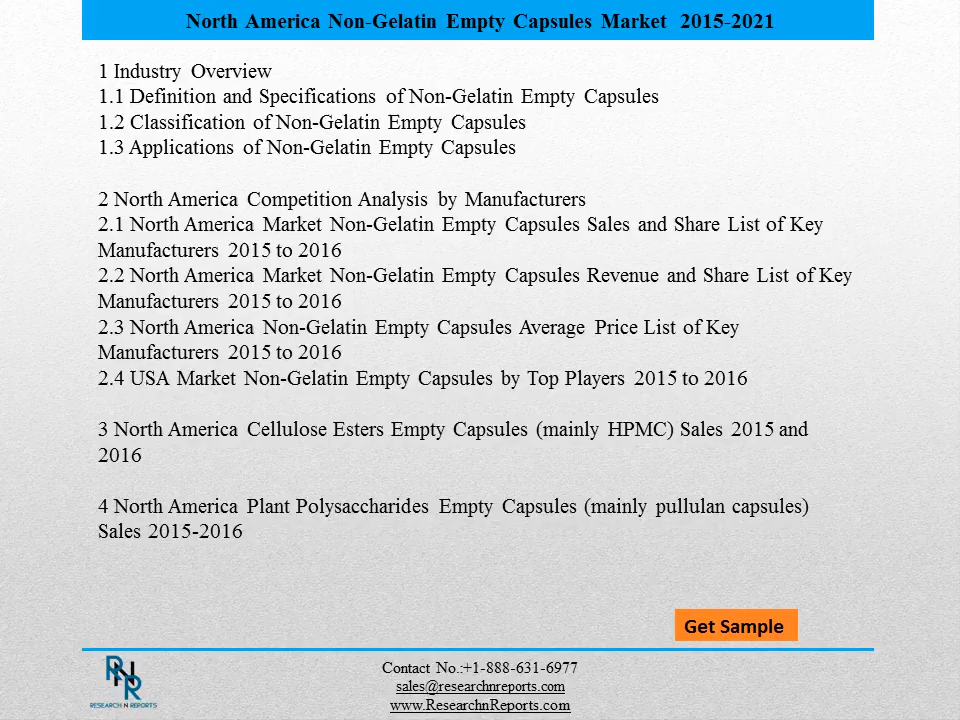 North America Non-Gelatin Empty Capsules Market 2015-2021
1 Industry Overview
1.1 Definition and Specifications of Non-Gelatin Empty Capsules
1.2 Classification of Non-Gelatin Empty Capsules
1.3 Applications of Non-Gelatin Empty Capsules
2 North America Competition Analysis by Manufacturers
2.1 North America Market Non-Gelatin Empty Capsules Sales and Share List of Key
Manufacturers 2015 to 2016
2.2 North America Market Non-Gelatin Empty Capsules Revenue and Share List of Key
Manufacturers 2015 to 2016
2.3 North America Non-Gelatin Empty Capsules Average Price List of Key
Manufacturers 2015 to 2016
2.4 USA Market Non-Gelatin Empty Capsules by Top Players 2015 to 2016
3 North America Cellulose Esters Empty Capsules (mainly HPMC) Sales 2015 and
2016
4 North America Plant Polysaccharides Empty Capsules (mainly pullulan capsules)
Sales 2015-2016
Get Sample
RNR
RESEARCH N REPORTS
Contact No.:+1-888-631-6977
sales@researchnreports.com
www.ResearchnReports.com